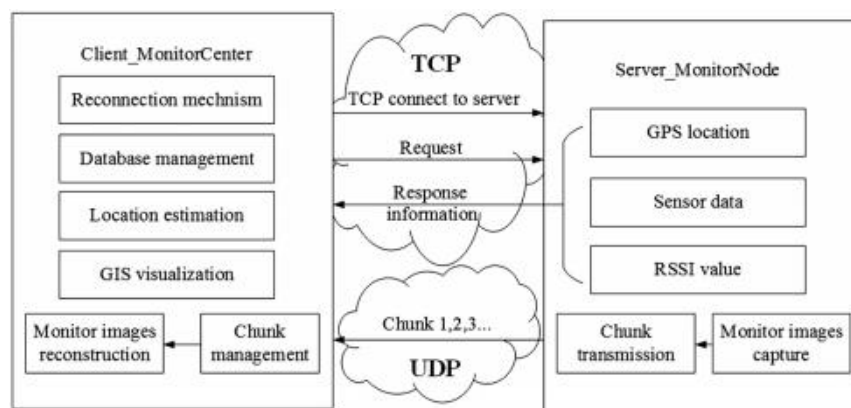 Client_MonitorCenter
Reconnection mechnism
Database management
Location estimation
GIS visualization
Monitor images
reconstruction
Chunk
management
TCP
TCP connect to server
Request
Response
information
Chunk 1,2,3...
UDP
Server_MonitorNode
GPS location
Sensor data
RSSI value
Chunk
transmission
Monitor images
capture